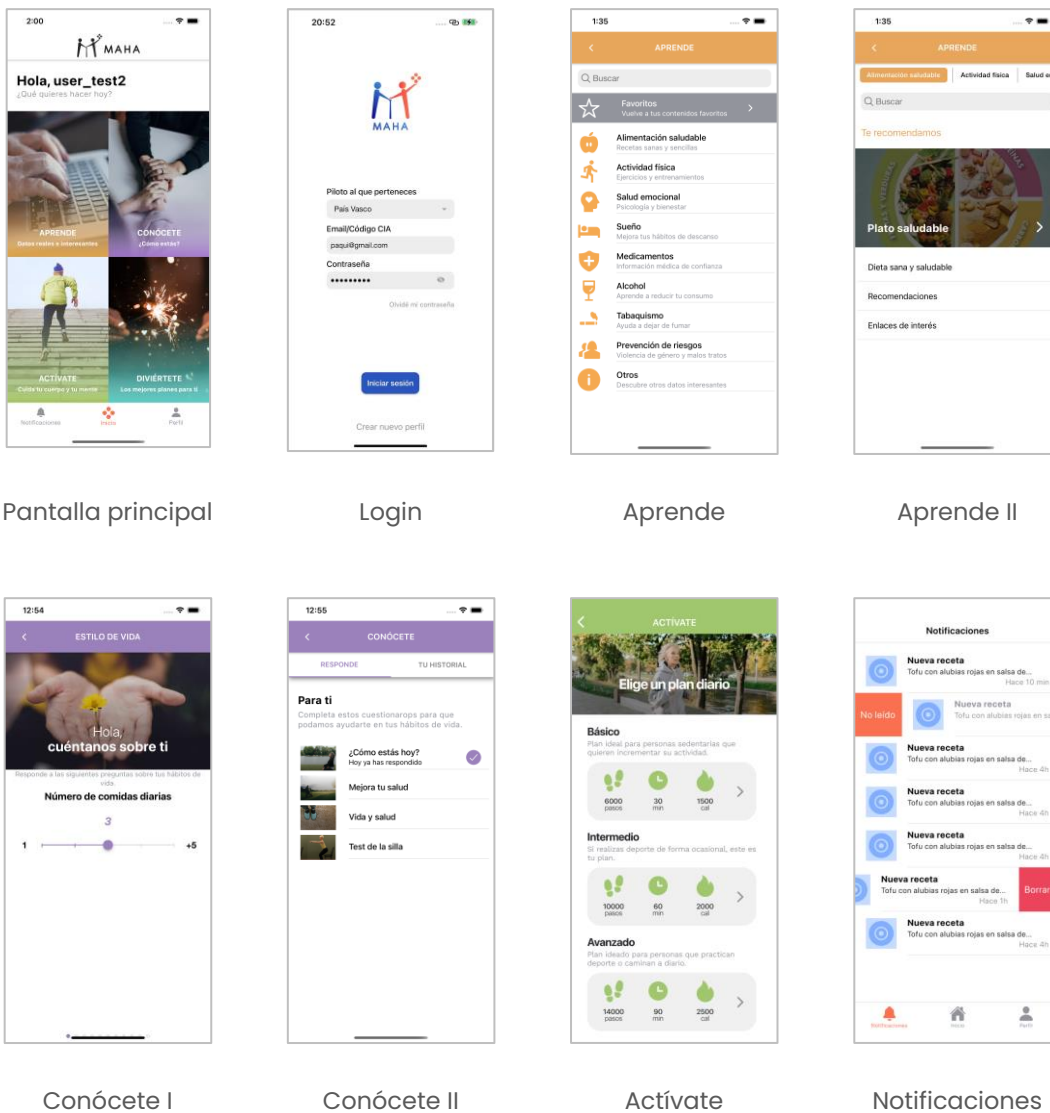 2:00
MAHA
Hola, user_test2
¿Qué quieres hacer hoy?
APRENDE
Datos reales e interesantes
CONÓCETE
¿Cómo estás?
ACTÍVATE
Cuida tu cuerpo y tu mente
DIVIÉRTETE
Los mejores planes para ti
Notificaciones
Inicio
Perfil
Pantalla principal
20:52
MAHA
Piloto al que perteneces
País Vasco
Email/Código CIA
paqui@gmail.com
Contraseña
•••••••••
Olvidé mi contraseña
Iniciar sesión
Crear nuevo perfil
Login
1:35
APRENDE
Buscar
Favoritos
Vuelve a tus contenidos favoritos
Alimentación saludable
Recetas sanas y sencillas
Actividad física
Ejercicios y entrenamientos
Salud emocional
Psicología y bienestar
Sueño
Mejora tus hábitos de descanso
Medicamentos
Información médica de confianza
Alcohol
Aprende a reducir tu consumo
Tabaquismo
Ayuda a dejar de fumar
Prevención de riesgos
Violencia de género y malos tratos
Otros
Descubre otros datos interesantes
Aprende
1:35
APRENDE
Alimentación saludable
Actividad física
Salud e
Buscar
Te recomendamos
Plato saludable
Dieta sana y saludable
Recomendaciones
Enlaces de interés
Aprende II
12:54
ESTILO DE VIDA
Hola,
cuéntanos sobre ti
Responde a las siguientes preguntas sobre tus hábitos de
vida.
Número de comidas diarias
3
1
+5
Conócete I
12:55
CONÓCETE
RESPONDE
TU HISTORIAL
Para ti
Completa estos cuestionarops para que
podamos ayudarte en tus hábitos de vida.
¿Cómo estás hoy?
Hoy ya has respondido
Mejora tu salud
Vida y salud
Test de la silla
Conócete II
ACTÍVATE
Elige un plan diario
Básico
Plan ideal para personas sedentarias que
quieren incrementar su actividad.
6000
pasos
30
min
1500
cal
Intermedio
Si realizas deporte de forma ocasional, este es
tu plan.
10000
pasos
60
min
2000
cal
Avanzado
Plan ideado para personas que practican
deporte o caminan a diario.
14000
pasos
90
min
2500
cal
Actívate
Notificaciones
Nueva receta
Tofu con alubias rojas en salsa de...
Hace 10 min
No leído
Nueva receta
Tofu con alubias rojas en sa
Nueva receta
Tofu con alubias rojas en salsa de...
Hace 4h
Nueva receta
Tofu con alubias rojas en salsa de...
Hace 4h
Nueva receta
Tofu con alubias rojas en salsa de...
Hace 4h
Nueva receta
Tofu con alubias rojas en salsa de...
Hace 1h
Borrar
Nueva receta
Tofu con alubias rojas en salsa de...
Hace 4h
Notificaciones
Inicio
Perfil
Notificaciones